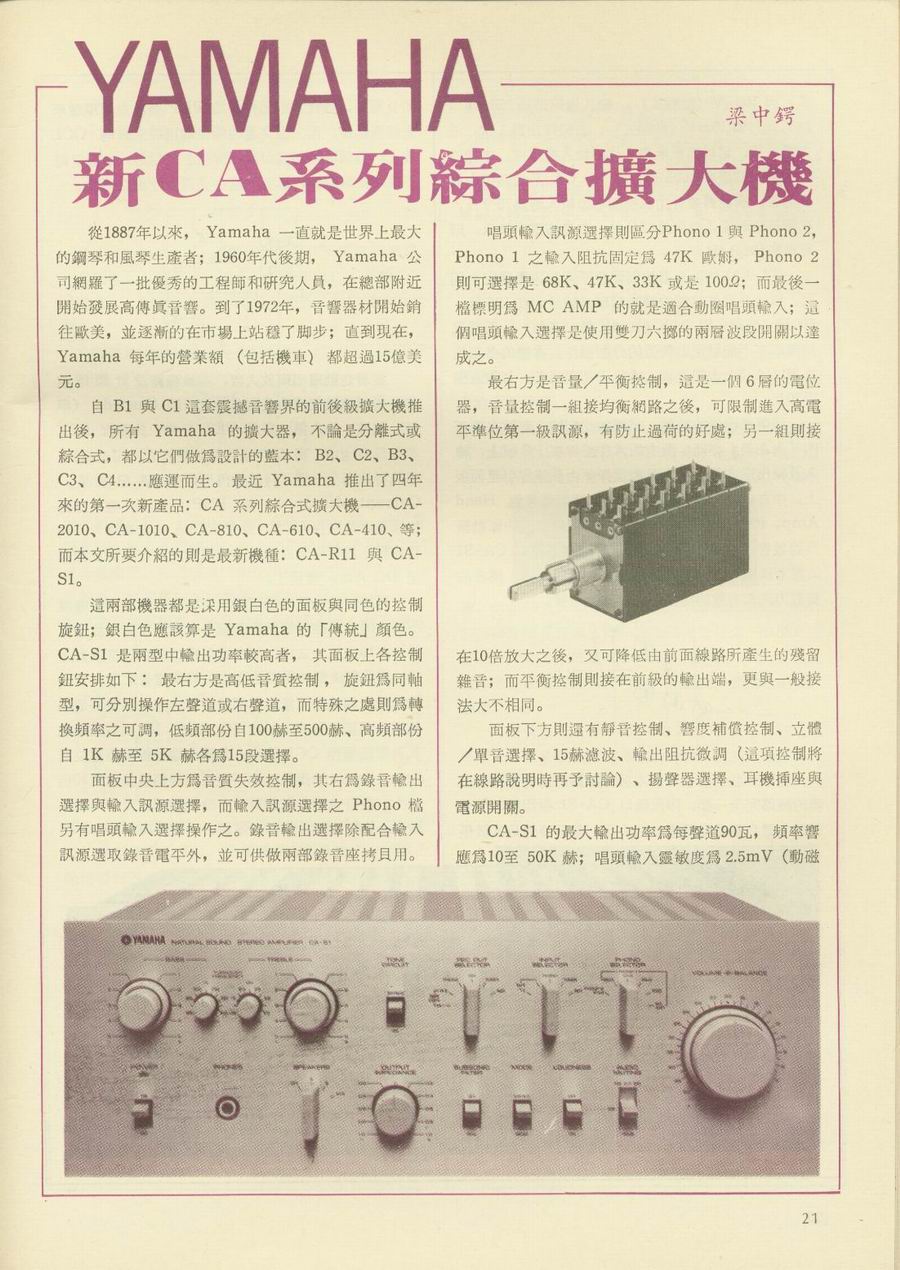 YAMAHA
梁中鍔
新CA系列綜合擴大機
從1887年以來, Yamaha 一直就是世界上最大
的鋼琴和風琴生產者；1960年代後期, Yamaha 公
司網羅了一批優秀的工程師和研究人員，在總部附近
開始發展高傳眞音響。到了1972年，音響器材開始銷
往歐美，並逐漸的在市場上站穩了脚步；直到現在，
Yamaha 每年的營業額（包括機車）都超過15億美
元。
自 B1 與 C1 這套震撼音響界的前後級擴大機推
出後，所有 Yamaha 的擴大器，不論是分離式或
綜合式，都以它們做爲設計的藍本：B2、C2、B3、
C3、C4……應運而生。最近 Yamaha 推出了四年
來的第一次新產品：CA 系列綜合式擴大機——CA-
2010、CA-1010、CA-810、CA-610、CA-410、等；
而本文所要介紹的則是最新機種：CA-R11 與 CA-
S1。
這兩部機器都是採用銀白色的面板與同色的控制
旋鈕；銀白色應該算是 Yamaha 的「傳統」顏色。
CA-S1 是兩型中輸出功率較高者，其面板上各控制
鈕安排如下：最右方是高低音質控制，旋鈕爲同軸
型，可分別操作左聲道或右聲道，而特殊之處則爲轉
換頻率之可調，低頻部份自100赫至500赫、高頻部份
自 1K 赫至 5K 赫各爲15段選擇。
面板中央上方爲音質失效控制，其右爲錄音輸出
選擇與輸入訊源選擇，而輸入訊源選擇之 Phono 檔
另有唱頭輸入選擇操作之。錄音輸出選擇除配合輸入
訊源選取錄音電平外，並可供做兩部錄音座拷貝用。
唱頭輸入訊源選擇則區分Phono 1 與 Phono 2，
Phono 1 之輸入阻抗固定爲 47K 歐姆，Phono 2
則可選擇是 68K、47K、33K 或是 100Ω；而最後一
檔標明爲 MC AMP 的就是適合動圈唱頭輸入；這
個唱頭輸入選擇是使用雙刀六擲的兩層波段開關以達
成之。
最右方是音量／平衡控制，這是一個 6 層的電位
器，音量控制一組接均衡網路之後，可限制進入高電
平準位第一級訊源，有防止過荷的好處；另一組則接
在10倍放大之後，又可降低由前面線路所產生的殘留
雜音；而平衡控制則接在前級的輸出端，更與一般接
法大不相同。
面板下方則還有靜音控制、響度補償控制、立體
／單音選擇、15赫濾波、輸出阻抗微調（這項控制將
在線路說明時再予討論）、揚聲器選擇、耳機揷座與
電源開關。
CA-S1 的最大輸出功率爲每聲道90瓦，頻率響
應爲10至 50K 赫；唱頭輸入靈敏度爲 2.5mV（動磁
YAMAHA NATURAL SOUND STEREO AMPLIFIER CA-S1
BASS
TREBLE
TONE CIRCUIT
REC OUT SELECTOR
INPUT SELECTOR
PHONO SELECTOR
VOLUME BALANCE
POWER
PHONES
SPEAKERS
OUTPUT IMPEDANCE
SUBSONIC FILTER
MODE
LOUDNESS
AUDIO MUTING
21